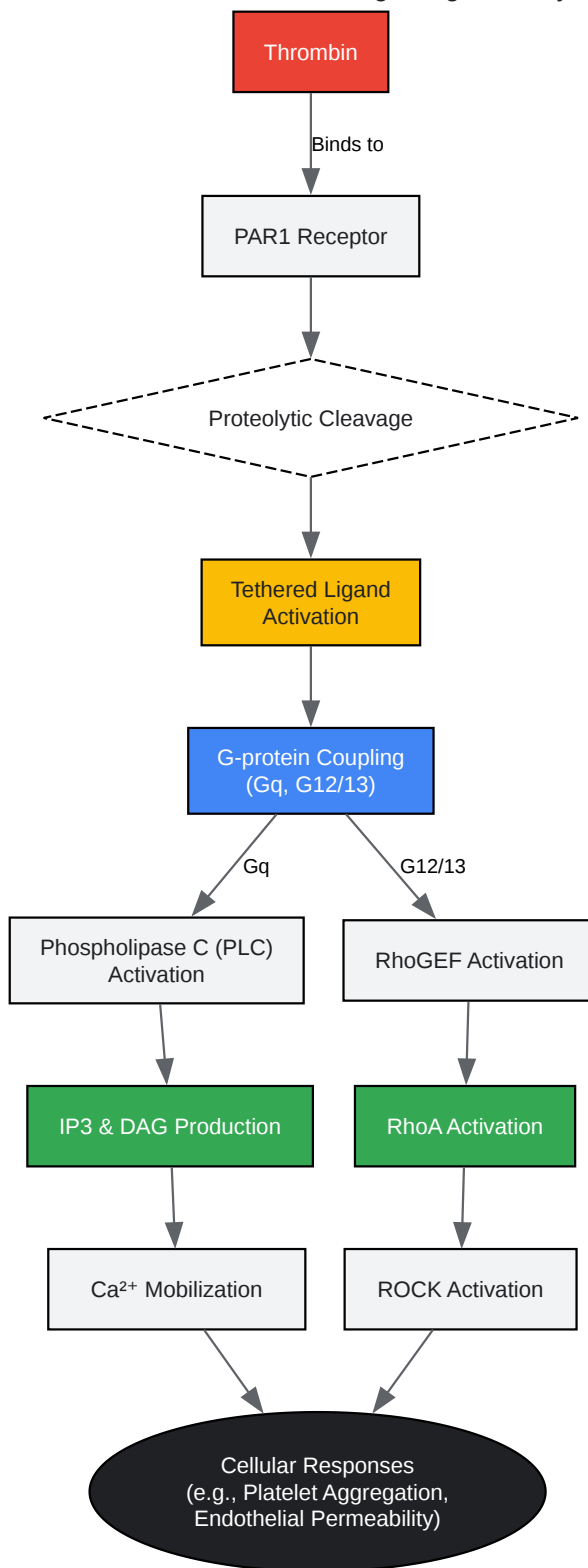 Thrombin
Binds to
PAR1 Receptor
Proteolytic Cleavage
Tethered Ligand
Activation
G-protein Coupling
(Gq, G12/13)
Gq
G12/13
Phospholipase C (PLC)
Activation
RhoGEF Activation
IP3 & DAG Production
RhoA Activation
Ca²⁺ Mobilization
ROCK Activation
Cellular Responses
(e.g., Platelet Aggregation,
Endothelial Permeability)